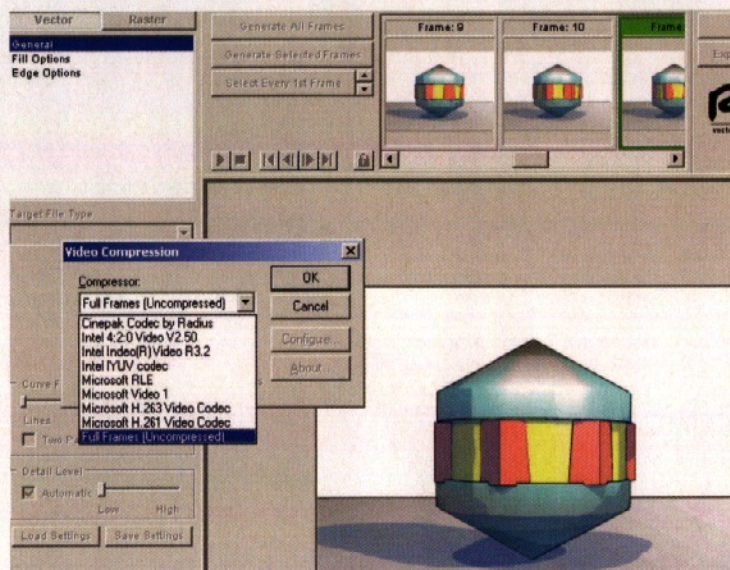 Vector Raster
General
Fill Options
Edge Options
Generate All Frames
Generate Selected Frames
Select Every 1st Frame
Frame: 9
Frame: 10
Frame:
Target File Type
Video Compression
Compressor:
Full Frames (Uncompressed)
Cinepak Codec by Radius
Intel 4:2:0 Video V2.50
Intel Indeo(R) Video R3.2
Intel IYUV codec
Microsoft RLE
Microsoft Video 1
Microsoft H.263 Video Codec
Microsoft H.261 Video Codec
Full Frames (Uncompressed)
OK
Cancel
Configure...
About...
Lines
Detail Level
Automatic
Low High
Load Settings Save Settings